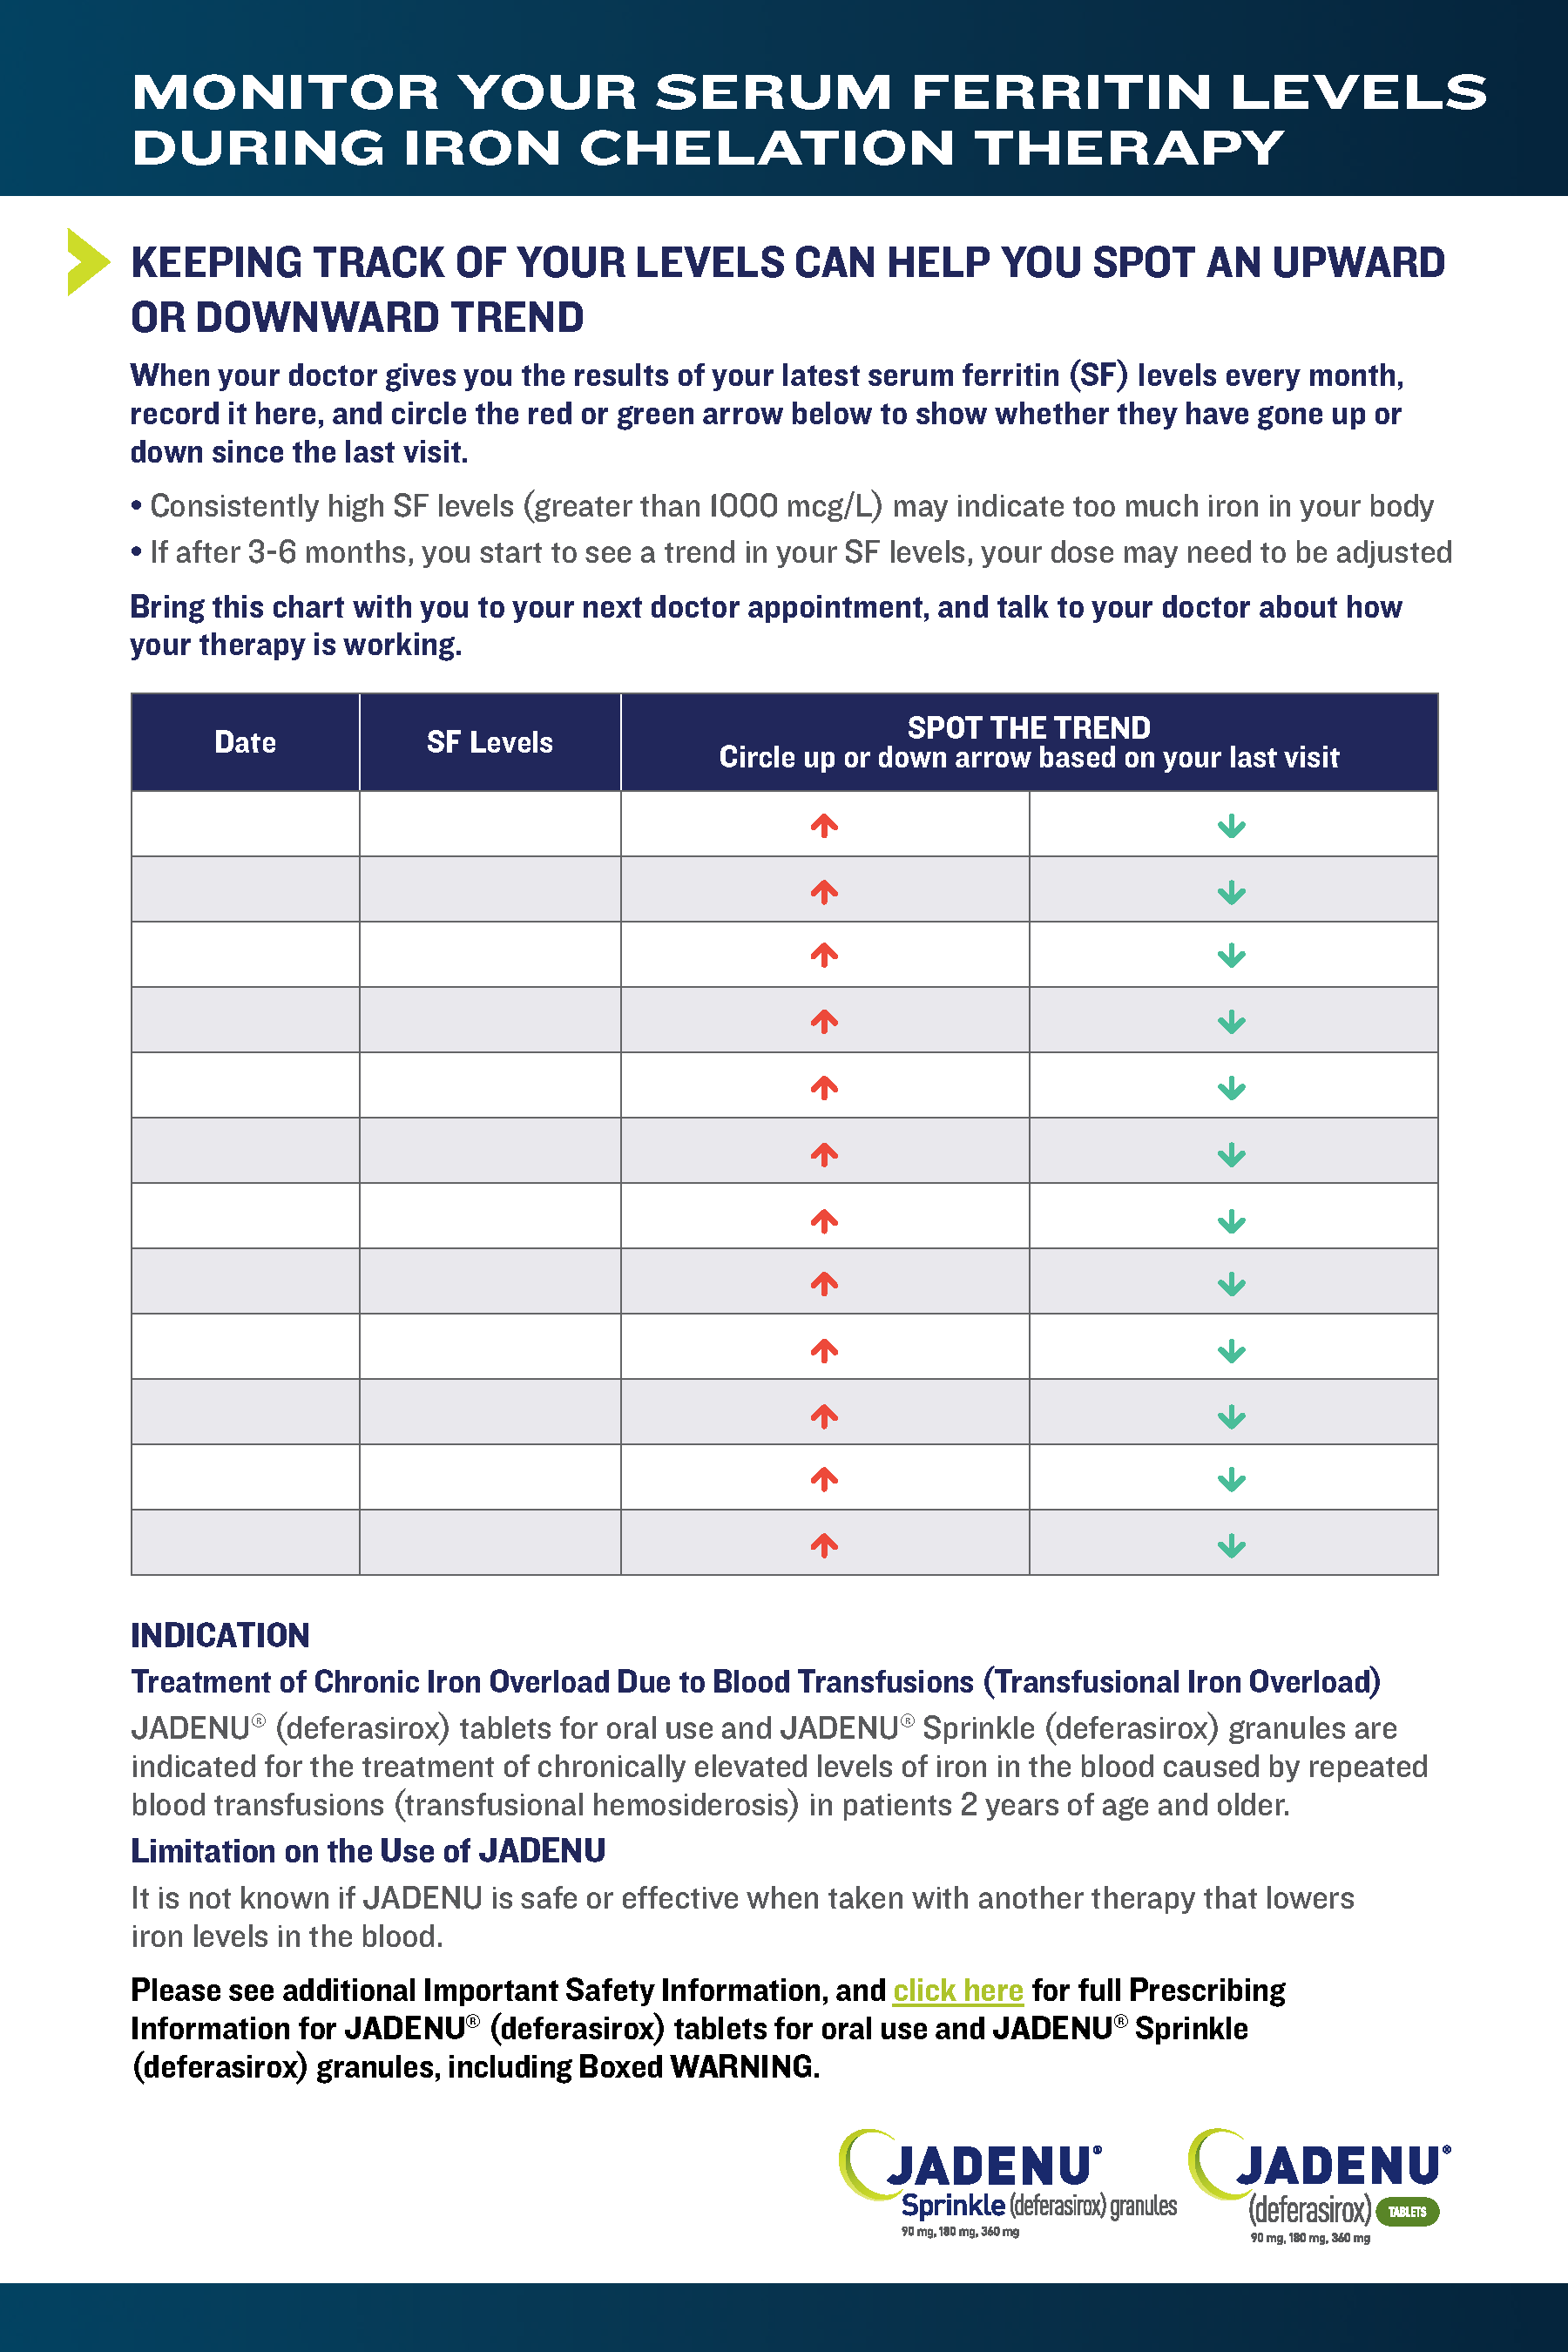 MONITOR YOUR SERUM FERRITIN LEVELS
DURING IRON CHELATION THERAPY
KEEPING TRACK OF YOUR LEVELS CAN HELP YOU SPOT AN UPWARD
OR DOWNWARD TREND
When your doctor gives you the results of your latest serum ferritin (SF) levels every month,
record it here, and circle the red or green arrow below to show whether they have gone up or
down since the last visit.
• Consistently high SF levels (greater than 1000 mcg/L) may indicate too much iron in your body
• If after 3-6 months, you start to see a trend in your SF levels, your dose may need to be adjusted
Bring this chart with you to your next doctor appointment, and talk to your doctor about how
your therapy is working.
Date SF Levels SPOT THE TREND
Circle up or down arrow based on your last visit
INDICATION
Treatment of Chronic Iron Overload Due to Blood Transfusions (Transfusional Iron Overload)
JADENU® (deferasirox) tablets for oral use and JADENU® Sprinkle (deferasirox) granules are
indicated for the treatment of chronically elevated levels of iron in the blood caused by repeated
blood transfusions (transfusional hemosiderosis) in patients 2 years of age and older.
Limitation on the Use of JADENU
It is not known if JADENU is safe or effective when taken with another therapy that lowers
iron levels in the blood.
Please see additional Important Safety Information, and click here for full Prescribing
Information for JADENU® (deferasirox) tablets for oral use and JADENU® Sprinkle
(deferasirox) granules, including Boxed WARNING.
JADENU®
Sprinkle (deferasirox) granules
90 mg, 180 mg, 360 mg
JADENU®
(deferasirox) TABLETS
90 mg, 180 mg, 360 mg